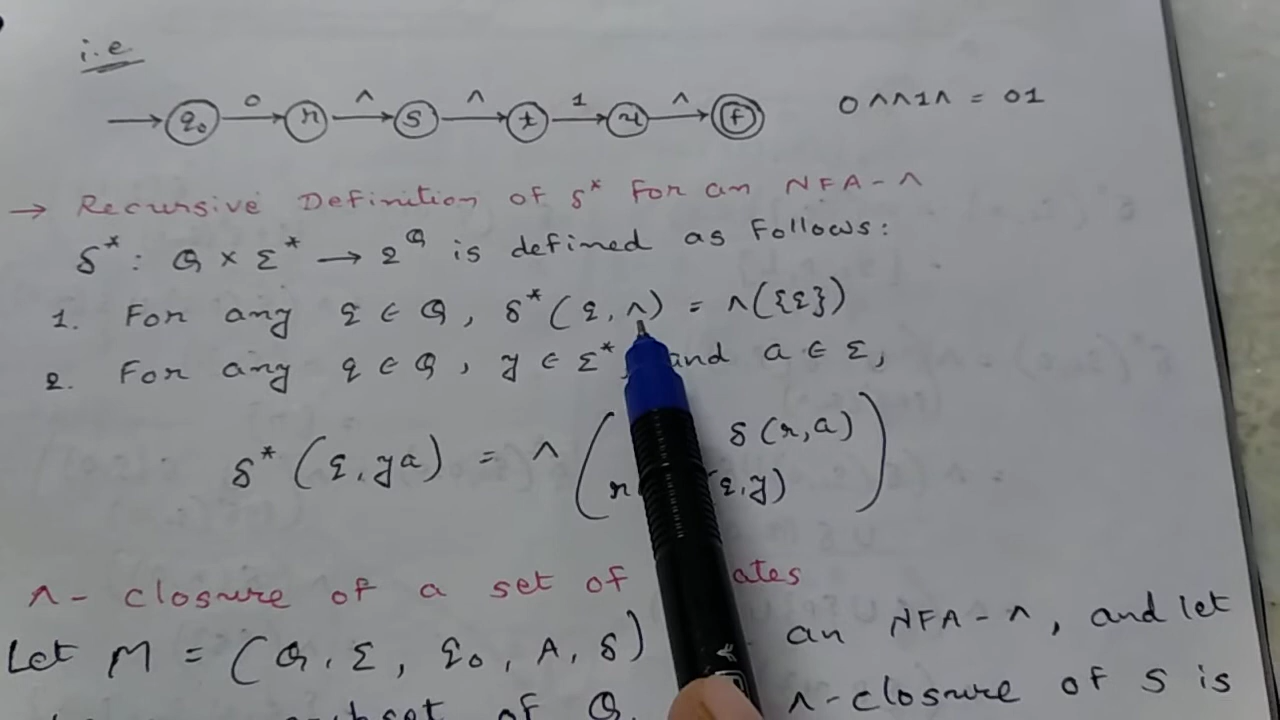 i.e
q₀ 0 r ^ s ^ t 1 u ^ f 0^^1^ = 01
→ Recursive Definition of δ* for an NFA-^
δ* : Q × Σ* → 2^Q is defined as follows:
1. For any q ∈ Q, δ*(q, ^) = ^({q})
2. For any q ∈ Q, y ∈ Σ*, and a ∈ Σ,
δ*(q, ya) = ^( δ(r, a)
r q, y) )
^- closure of a set of ates
Let M = (Q, Σ, q₀, A, δ) an NFA-^, and let
of Q. ^-closure of S is